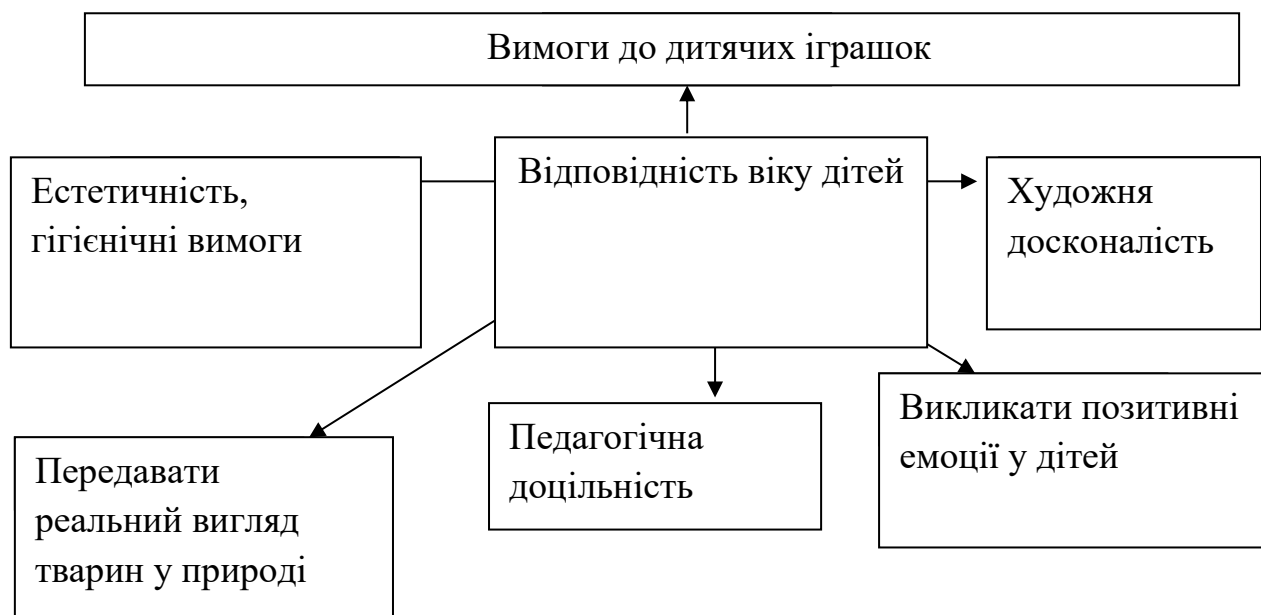 Вимоги до дитячих іграшок
Естетичність,
гігієнічні вимоги
Відповідність віку дітей
Художня
досконалість
Передавати
реальний вигляд
тварин у природі
Педагогічна
доцільність
Викликати позитивні
емоції у дітей